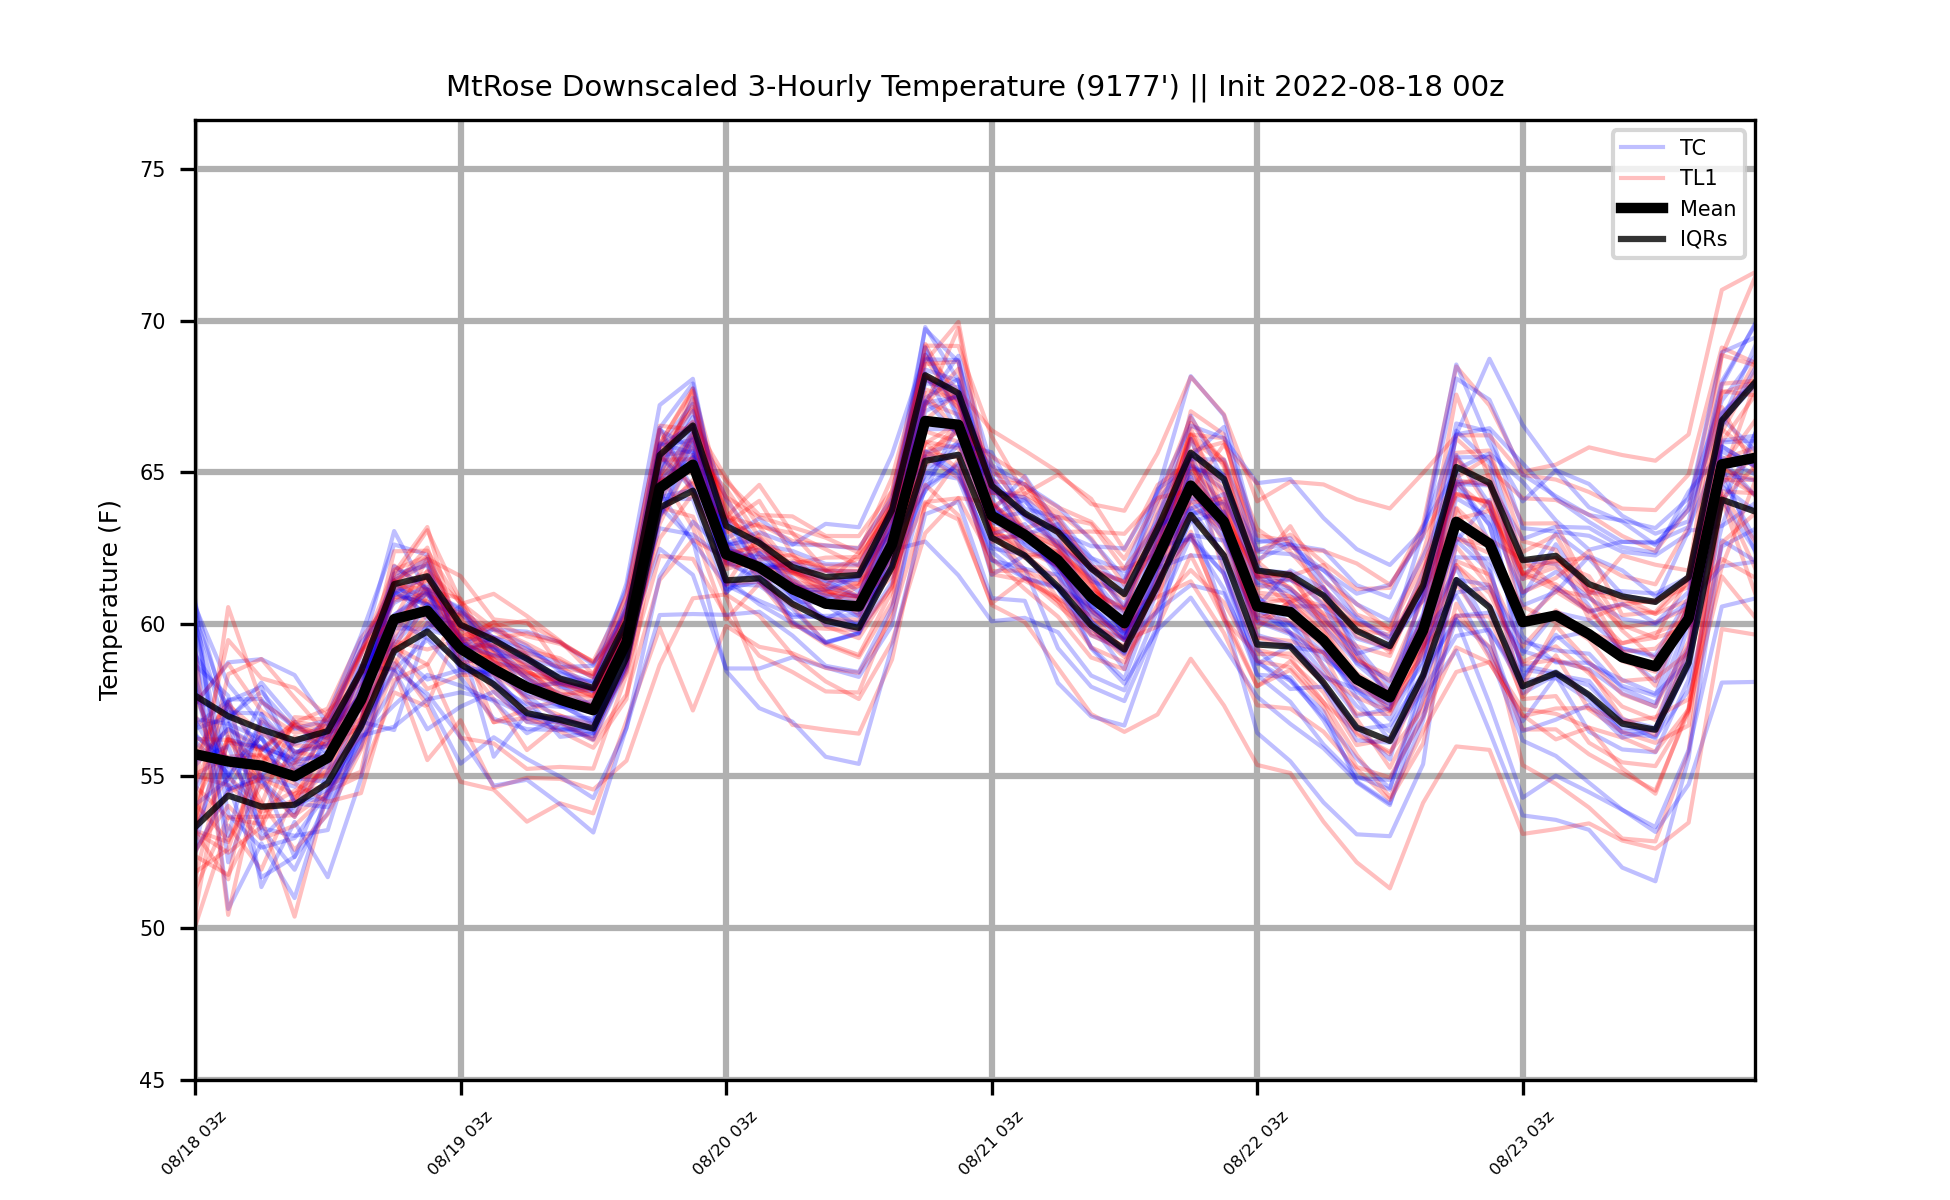 MtRose Downscaled 3-Hourly Temperature (9177') || Init 2022-08-18 00z
TC
TL1
Mean
IQRs
Temperature (F)
75
70
65
60
55
50
45
08/18 03z
08/19 03z
08/20 03z
08/21 03z
08/22 03z
08/23 03z